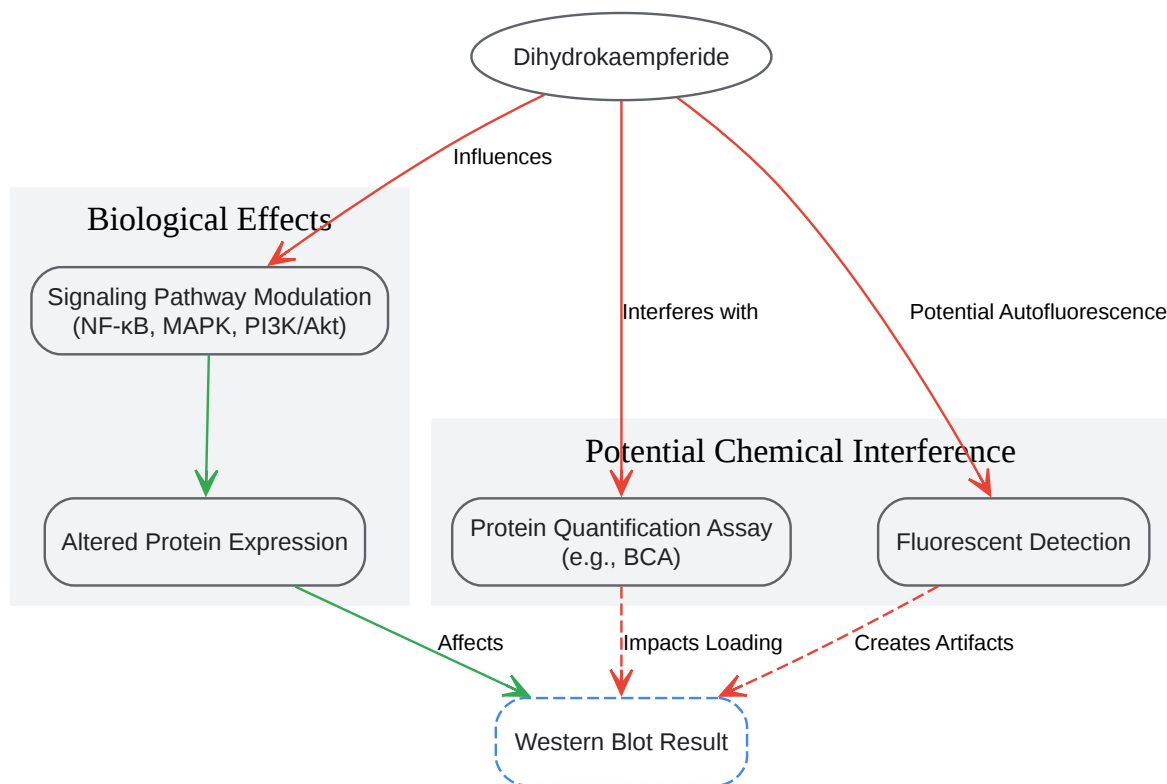 Dihydrokaempferide
Influences
Biological Effects
Signaling Pathway Modulation
(NF-κB, MAPK, PI3K/Akt)
Interferes with
Potential Autofluorescence
Potential Chemical Interference
Altered Protein Expression
Protein Quantification Assay
(e.g., BCA)
Fluorescent Detection
Affects
Impacts Loading
Creates Artifacts
Western Blot Result